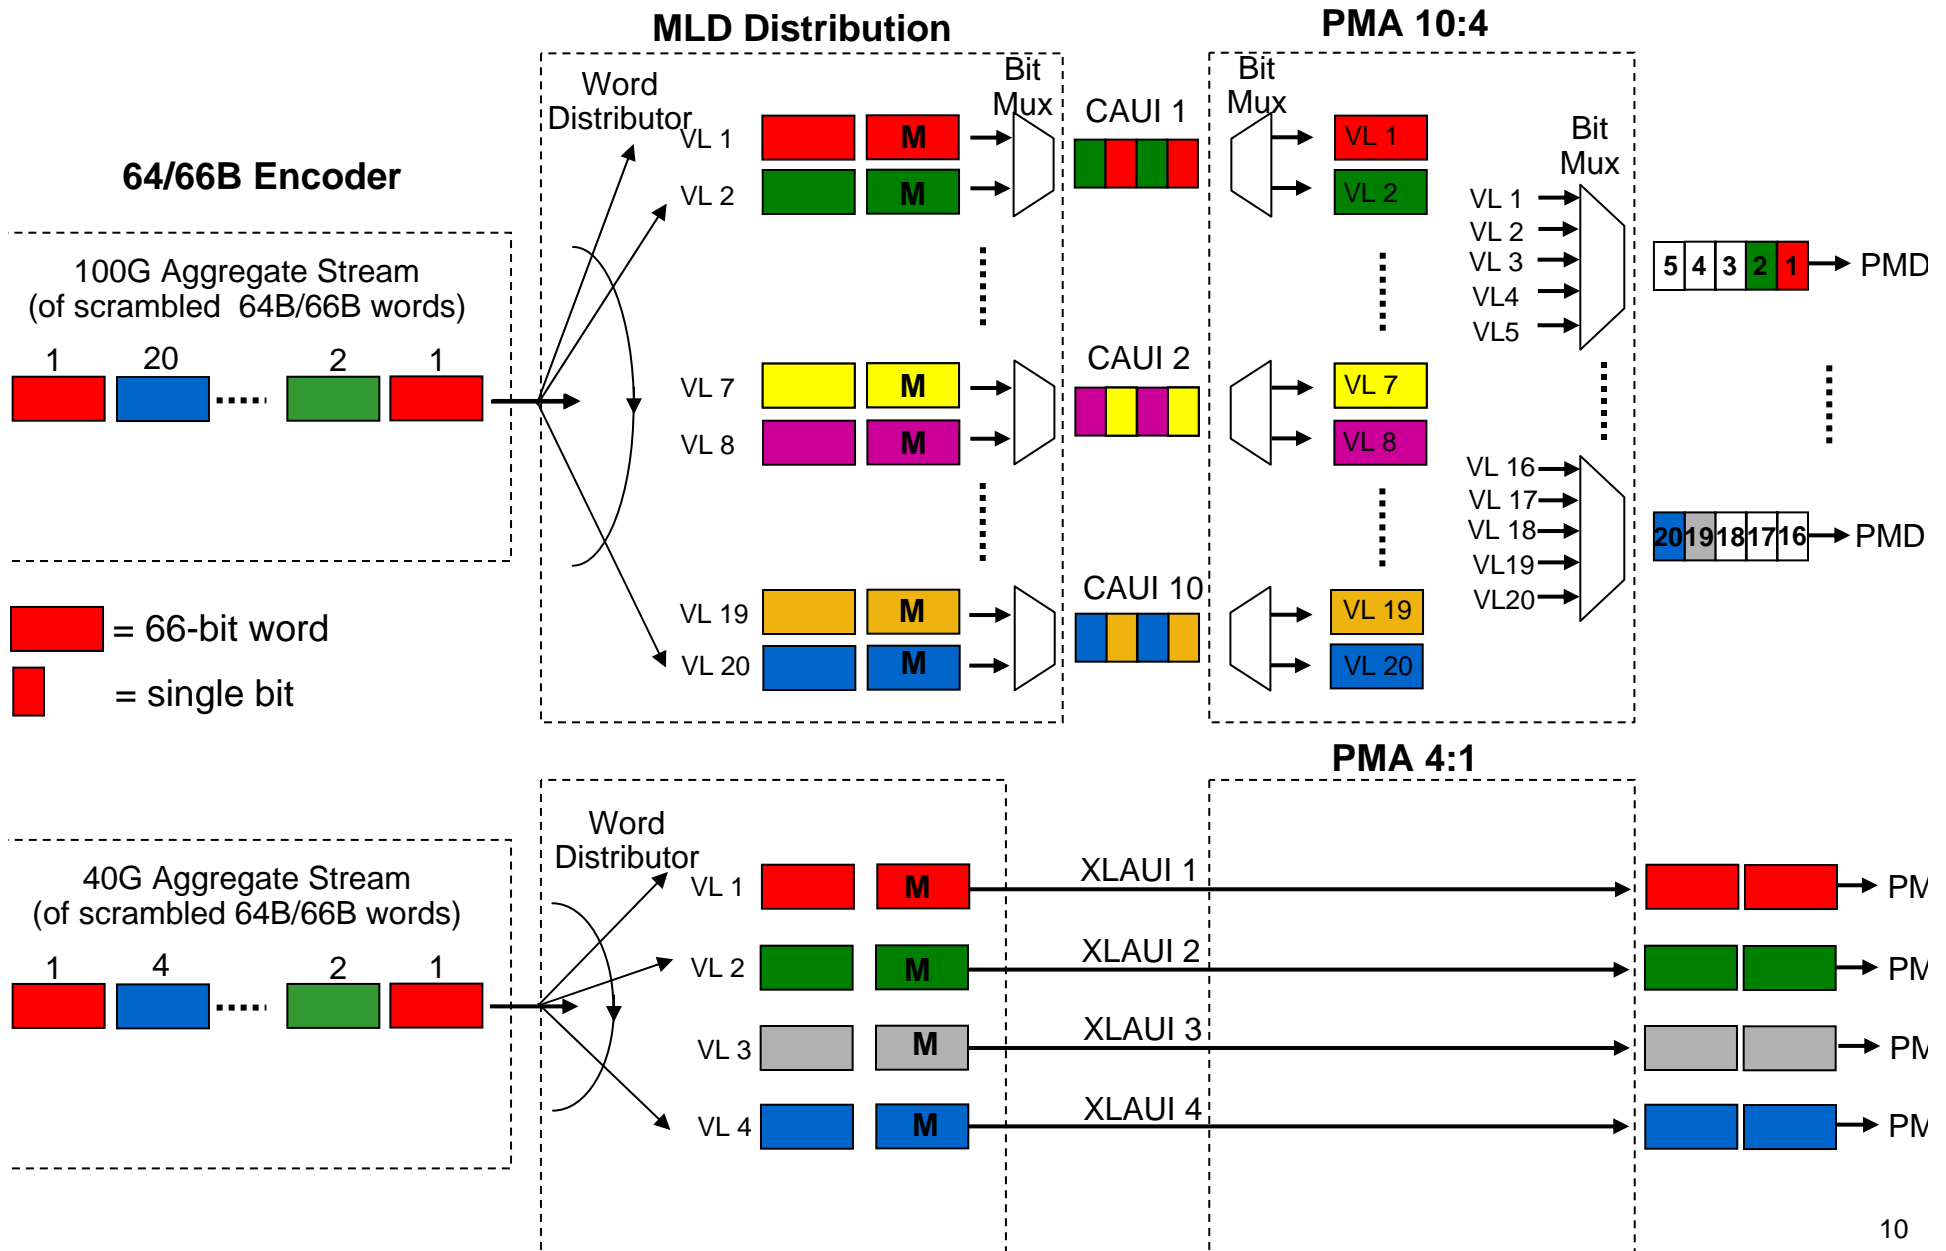 MLD Distribution
PMA 10:4
Word
Distributor
Bit
Mux
CAUI 1
Bit
Mux
Bit
Mux
64/66B Encoder
100G Aggregate Stream
(of scrambled 64B/66B words)
1 20 2 1
VL 1 M
VL 2 M
VL 7 M
VL 8 M
VL 19 M
VL 20 M
CAUI 2
CAUI 10
VL 1
VL 2
VL 7
VL 8
VL 19
VL 20
VL 1
VL 2
VL 3
VL4
VL5
5 4 3 2 1 PMD
VL 16
VL 17
VL 18
VL19
VL20
20 19 18 17 16 PMD
= 66-bit word
= single bit
PMA 4:1
Word
Distributor
40G Aggregate Stream
(of scrambled 64B/66B words)
1 4 2 1
VL 1 M XLAUI 1
VL 2 M XLAUI 2
VL 3 M XLAUI 3
VL 4 M XLAUI 4
10